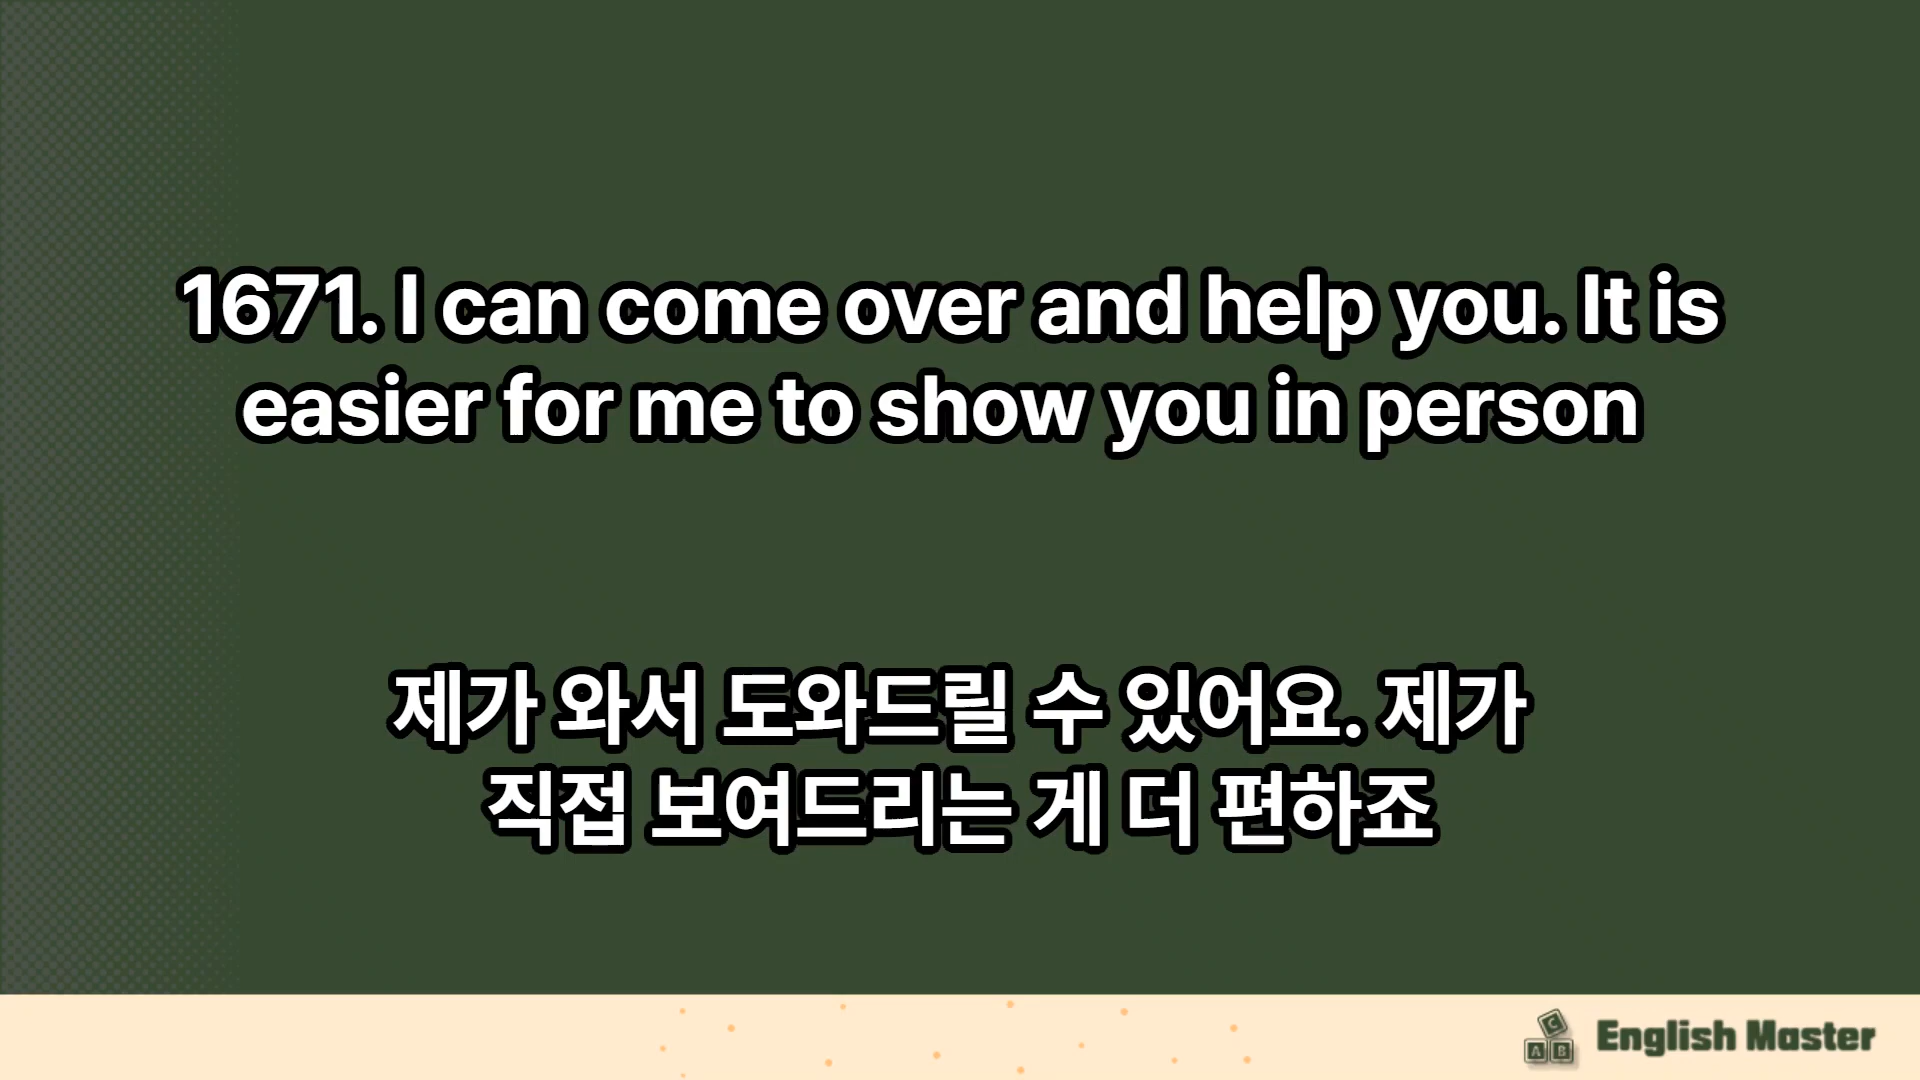 1671. I can come over and help you. It is
easier for me to show you in person
제가 와서 도와드릴 수 있어요. 제가
직접 보여드리는 게 더 편하죠
C
A B
English Master